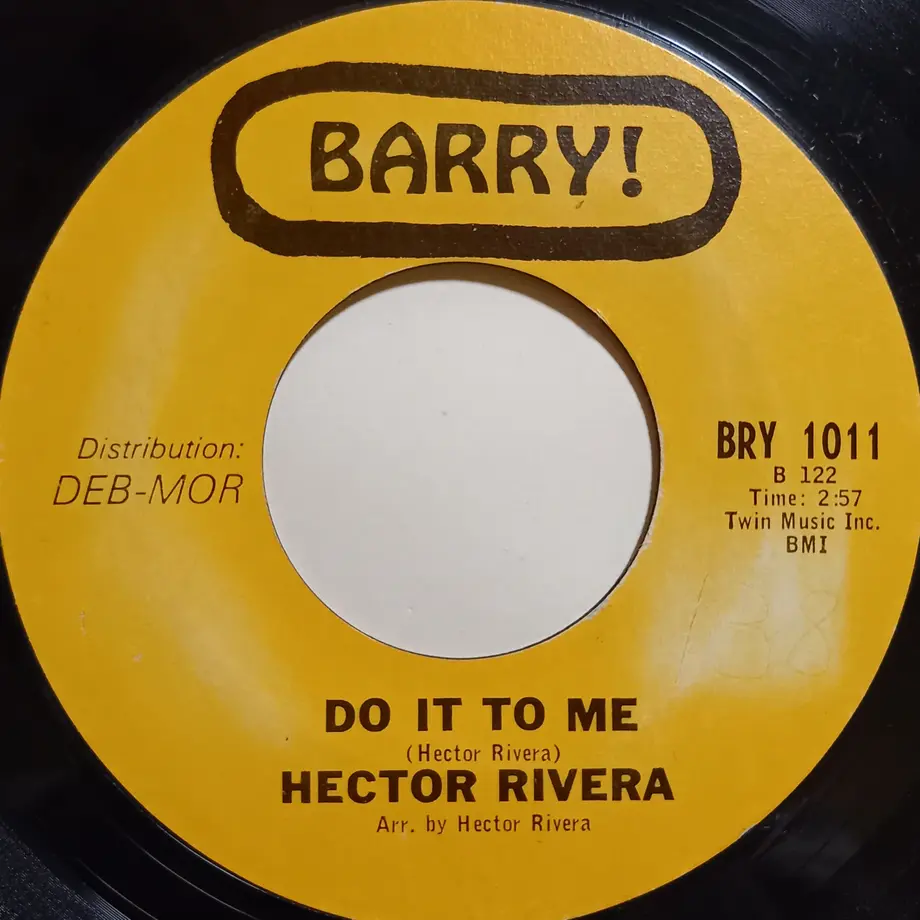 BARRY!
Distribution:
DEB-MOR
BRY 1011
B 122
Time: 2:57
Twin Music Inc.
BMI
DO IT TO ME
(Hector Rivera)
HECTOR RIVERA
Arr. by Hector Rivera